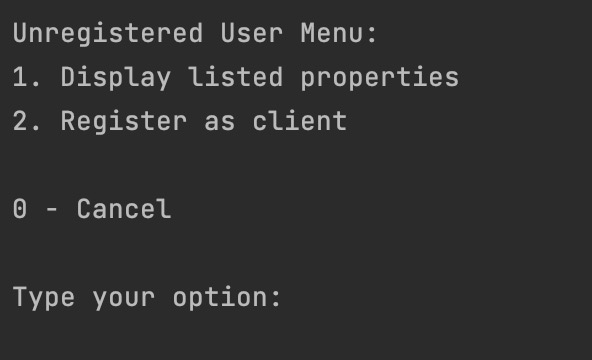 Unregistered User Menu:
1. Display listed properties
2. Register as client
0 - Cancel
Type your option: